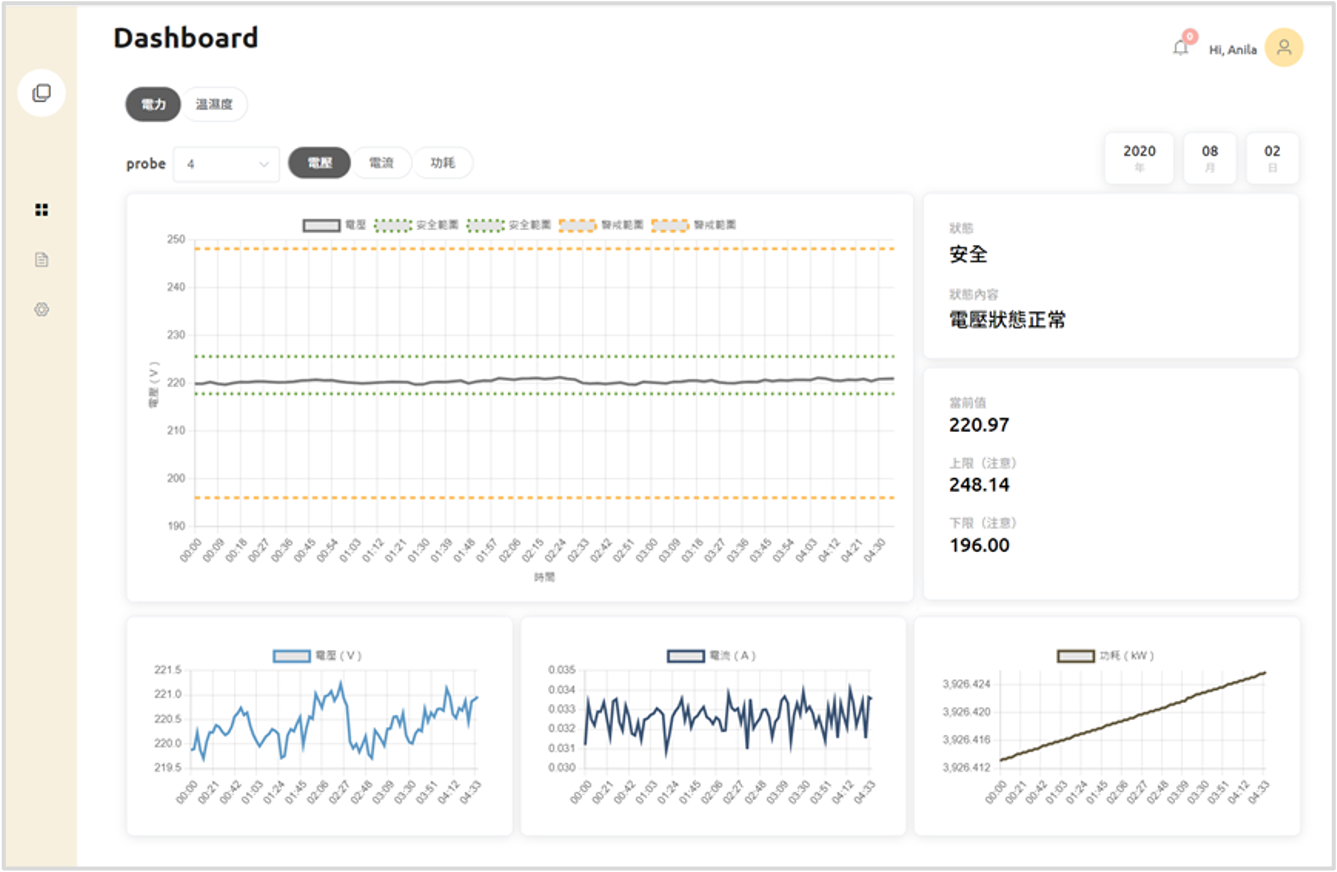 Dashboard
0
Hi, Anila
電力 溫濕度
probe 4 電壓 電流 功耗
2020 08 02
年 月 日
電壓 安全範圍 安全範圍 警戒範圍 警戒範圍
250
240
230
220
210
200
190
電壓 ( V )
00:00 00:09 00:18 00:27 00:36 00:45 00:54 01:03 01:12 01:21 01:30 01:39 01:48 01:57 02:06 02:15 02:24 02:33 02:42 02:51 03:00 03:09 03:18 03:27 03:36 03:45 03:54 04:03 04:12 04:21 04:30
時間
狀態
安全
狀態內容
電壓狀態正常
當前值
220.97
上限（注意）
248.14
下限（注意）
196.00
電壓 ( V )
221.5
221.0
220.5
220.0
219.5
00:00 00:21 00:42 01:03 01:24 01:45 02:06 02:27 02:48 03:09 03:30 03:51 04:12 04:33
電流 ( A )
0.035
0.034
0.033
0.032
0.031
0.030
00:00 00:21 00:42 01:03 01:24 01:45 02:06 02:27 02:48 03:09 03:30 03:51 04:12 04:33
功耗 ( kW )
3,926.424
3,926.420
3,926.416
3,926.412
00:00 00:21 00:42 01:03 01:24 01:45 02:06 02:27 02:48 03:09 03:30 03:51 04:12 04:33